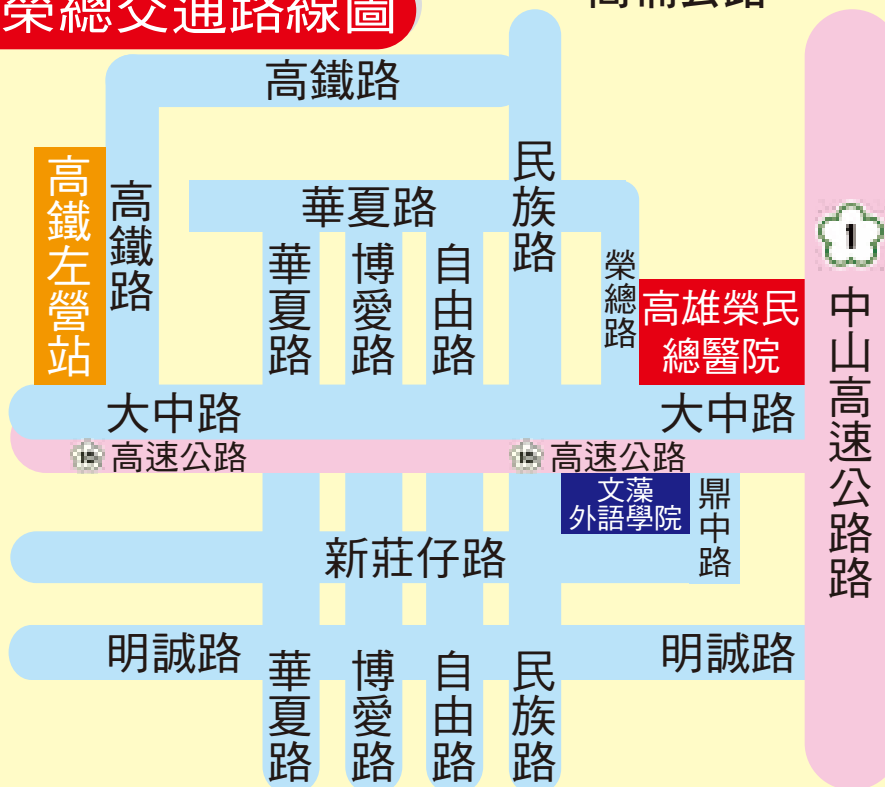 榮總交通路線圖
高鐵路
高鐵左營站
高鐵路
華夏路
民族路
華夏路
博愛路
自由路
榮總路
高雄榮民
總醫院
1
中山高速公路路
大中路
大中路
高速公路
高速公路
文藻
外語學院
鼎中路
新莊仔路
明誠路
明誠路
華夏路
博愛路
自由路
民族路